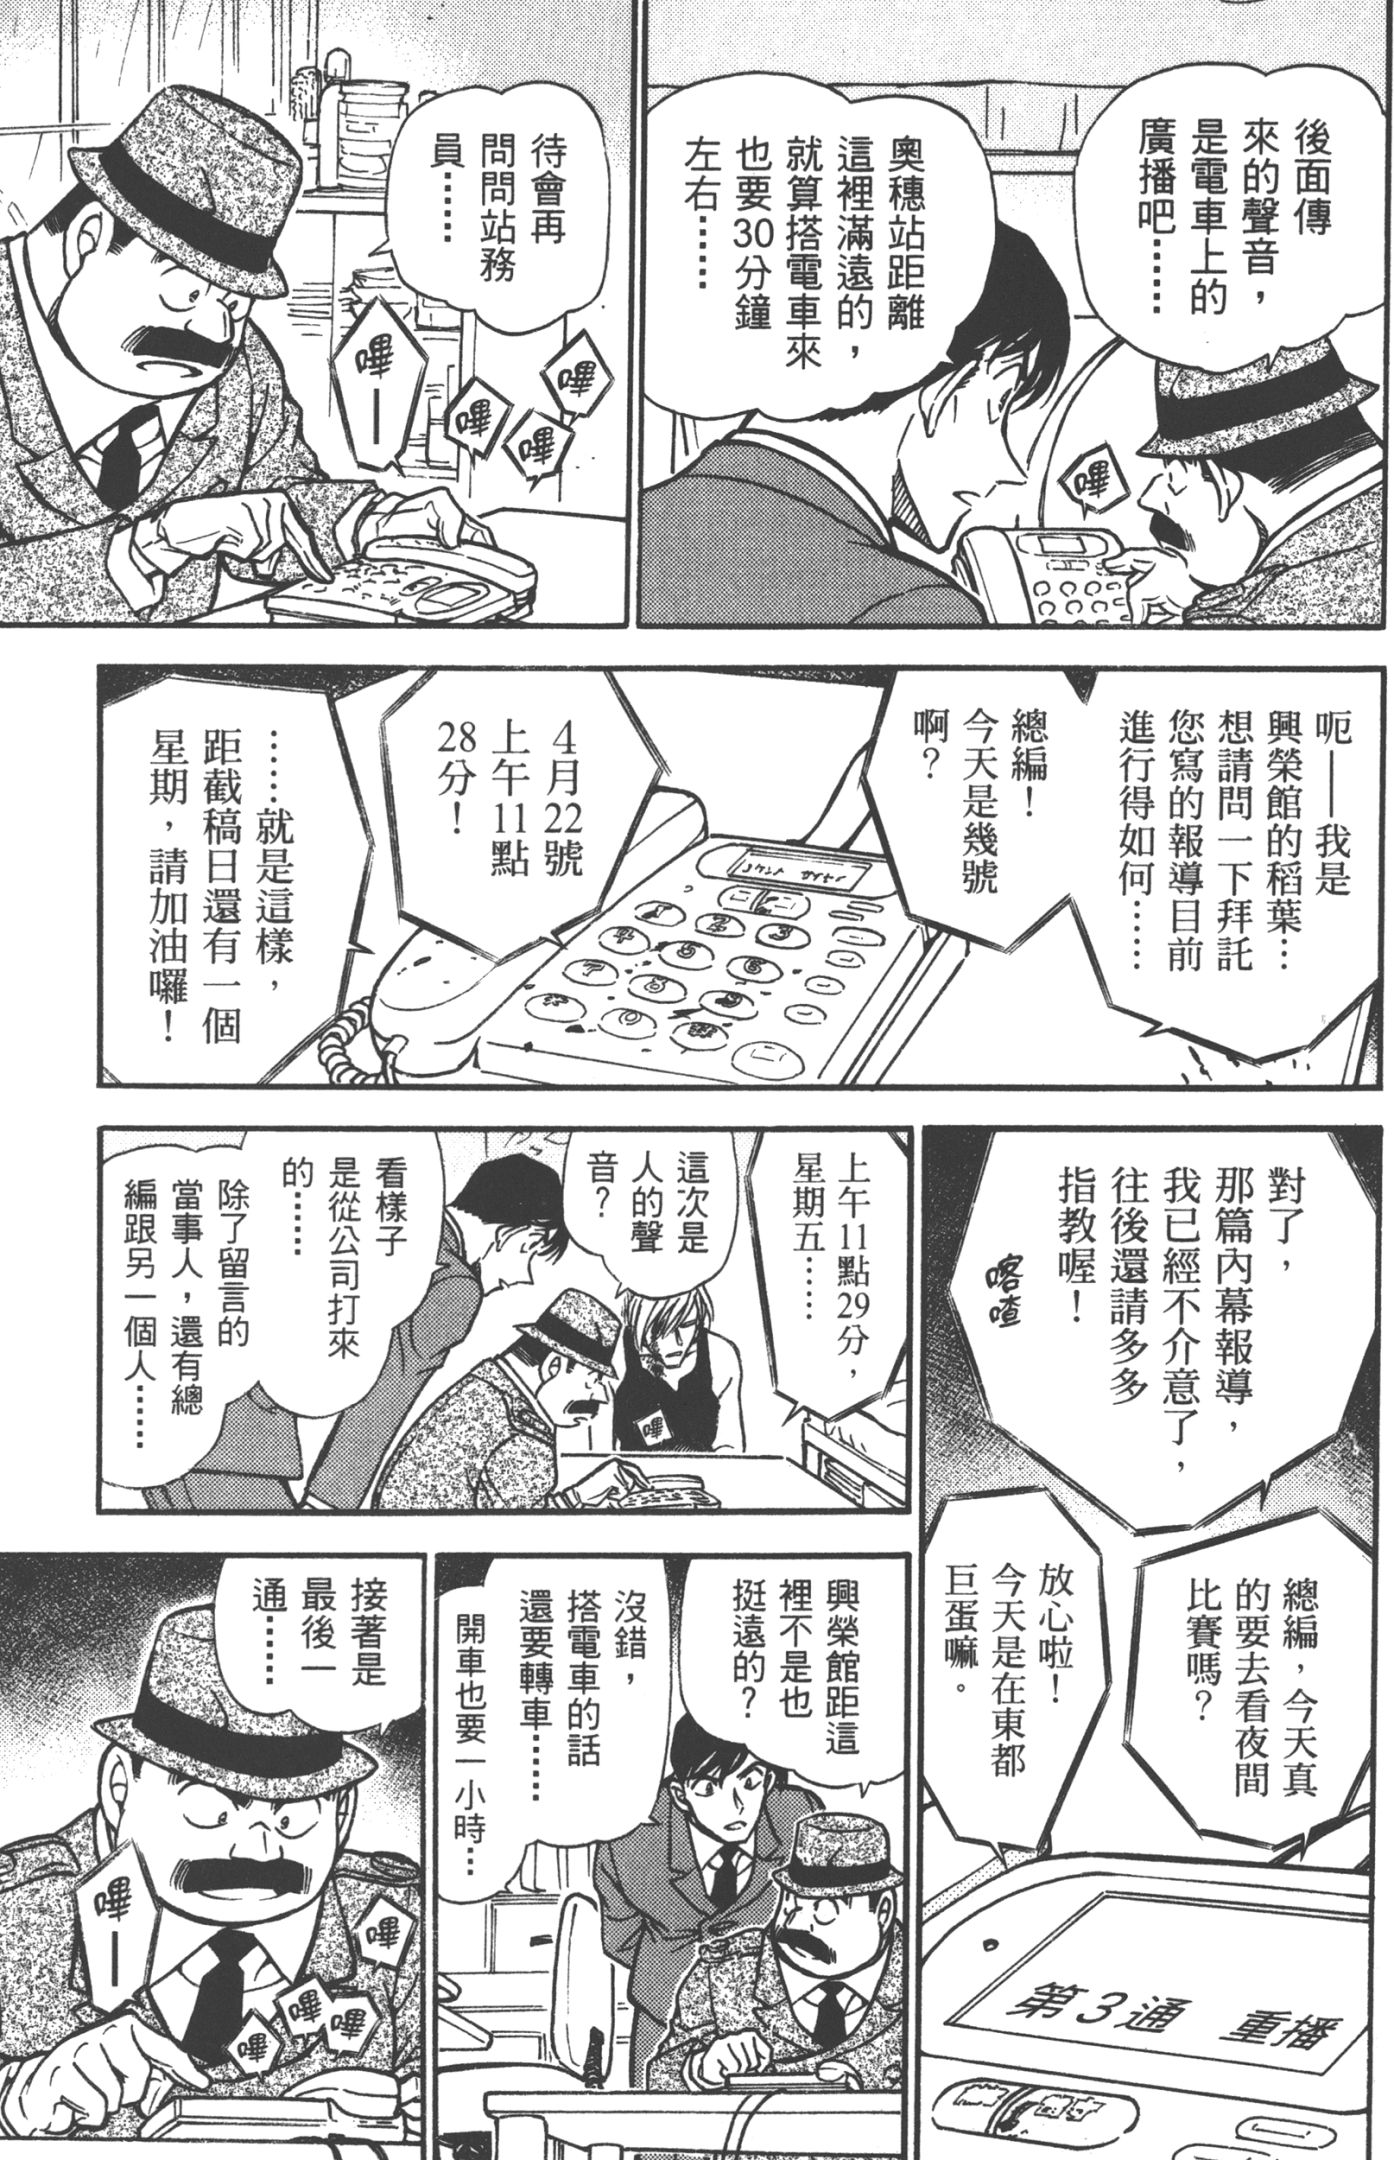 後面傳
來的聲音，
是電車上的
廣播吧……
奧穗站距離
這裡滿遠的，
就算搭電車來
也要30分鐘
左右……
嗶
待會再
問問站務
員……
嗶
嗶
嗶
嗶—
呃——我是
興榮館的稻葉…
想請問一下拜託
您寫的報導目前
進行得如何……
總編！
今天是幾號
啊？
4月22號
上午11點
28分！
……就是這樣，
距截稿日還有一個
星期，請加油囉！
對了，
那篇內幕報導，
我已經不介意了，
往後還請多多
指教喔！
喀喳
總編，今天真
的要去看夜間
比賽嗎？
放心啦！
今天是在東都
巨蛋嘛。
第3通 重播
上午11點29分，
星期五……
這次是
人的聲
音？
嗶
看樣子
是從公司打來
的……
除了留言的
當事人，還有總
編跟另一個人……
興榮館距這
裡不是也
挺遠的？
沒錯，
搭電車的話
還要轉車……
開車也要一小時…
接著是
最後一
通……
嗶
嗶
嗶
嗶
嗶—